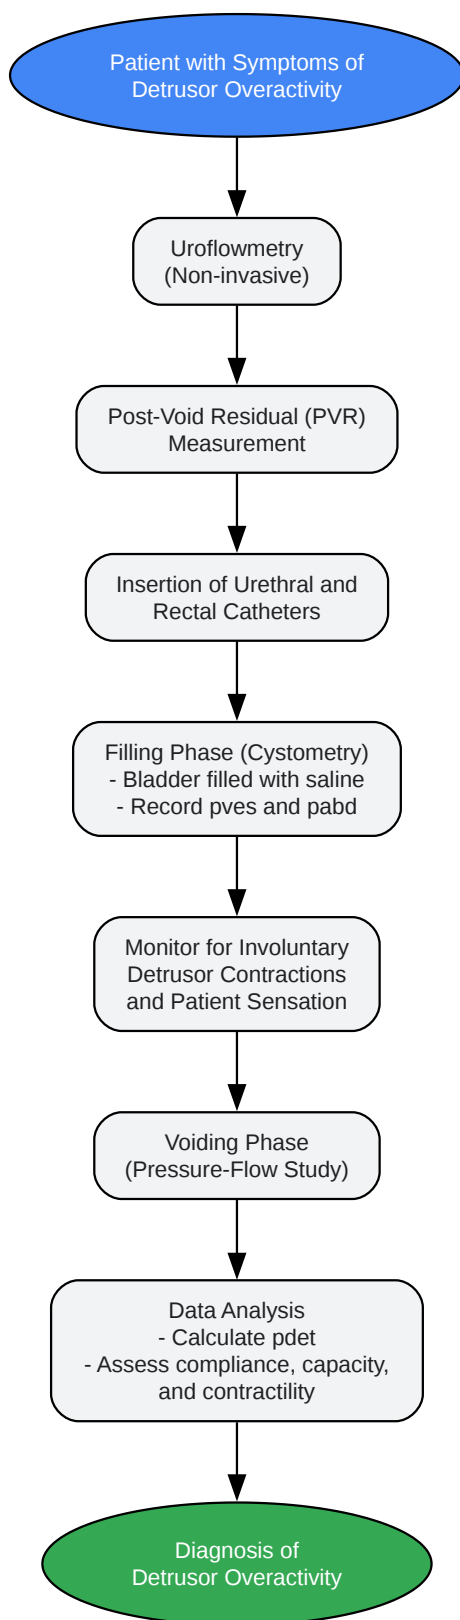 Patient with Symptoms of
Detrusor Overactivity
Uroflowmetry
(Non-invasive)
Post-Void Residual (PVR)
Measurement
Insertion of Urethral and
Rectal Catheters
Filling Phase (Cystometry)
- Bladder filled with saline
- Record pves and pabd
Monitor for Involuntary
Detrusor Contractions
and Patient Sensation
Voiding Phase
(Pressure-Flow Study)
Data Analysis
- Calculate pdet
- Assess compliance, capacity,
and contractility
Diagnosis of
Detrusor Overactivity